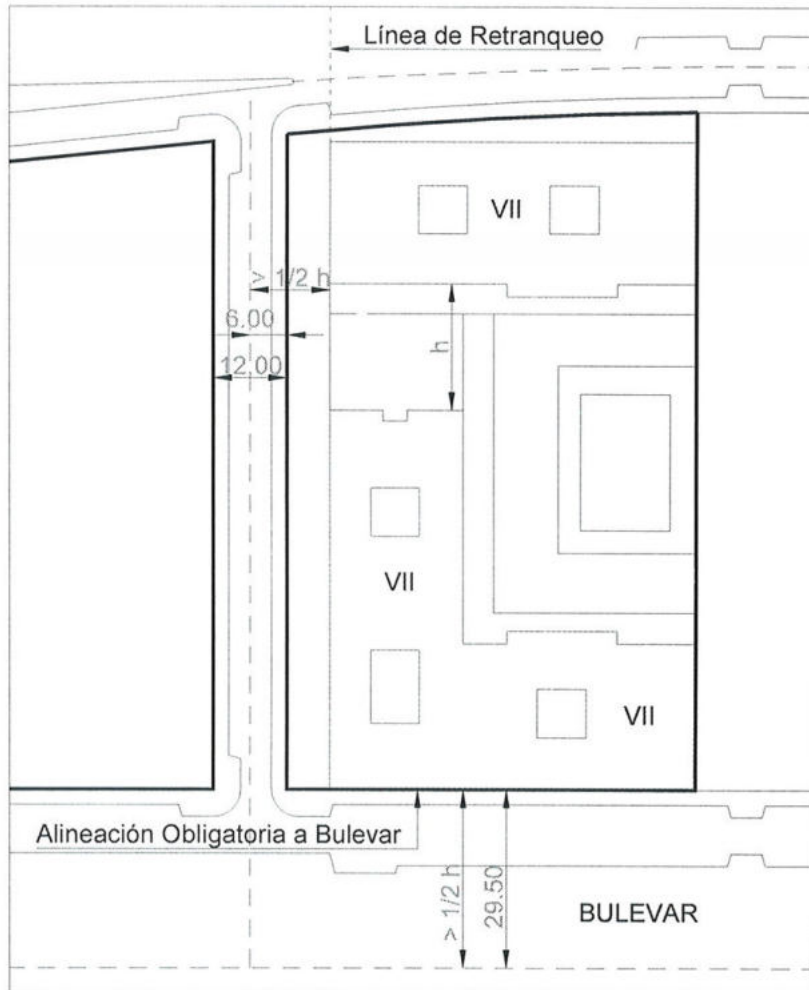 Línea de Retranqueo
VII
> 1/2 h
6.00
h
12.00
VII
VII
Alineación Obligatoria a Bulevar
> 1/2 h
29.50
BULEVAR